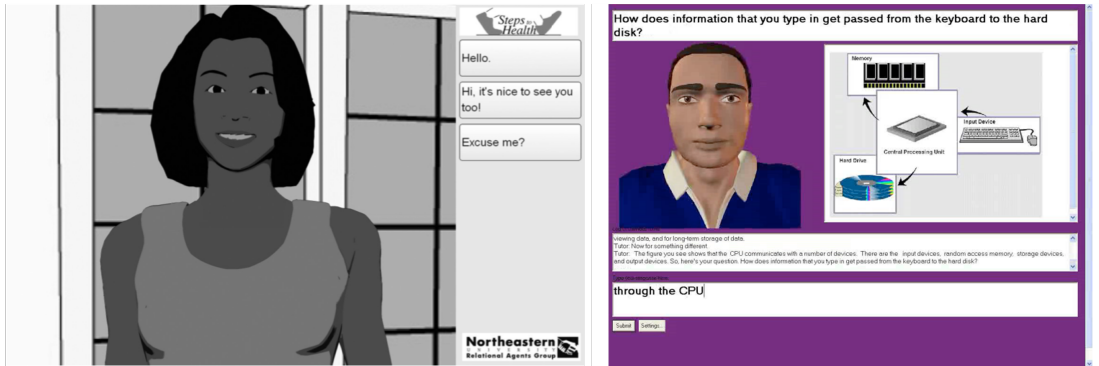 Steps to
Health
Hello.
Hi, it's nice to see you
too!
Excuse me?
Northeastern
UNIVERSITY
Relational Agents Group
How does information that you type in get passed from the keyboard to the hard
disk?
Memory
Input Device
Central Processing Unit
Hard Drive
viewing data, and for long-term storage of data.
Tutor: Now for something different.
Tutor: The figure you see shows that the CPU communicates with a number of devices. There are the input devices, random access memory, storage devices,
and output devices. So, here's your question. How does information that you type in get passed from the keyboard to the hard disk?
Type your response here:
through the CPU
Submit
Settings...